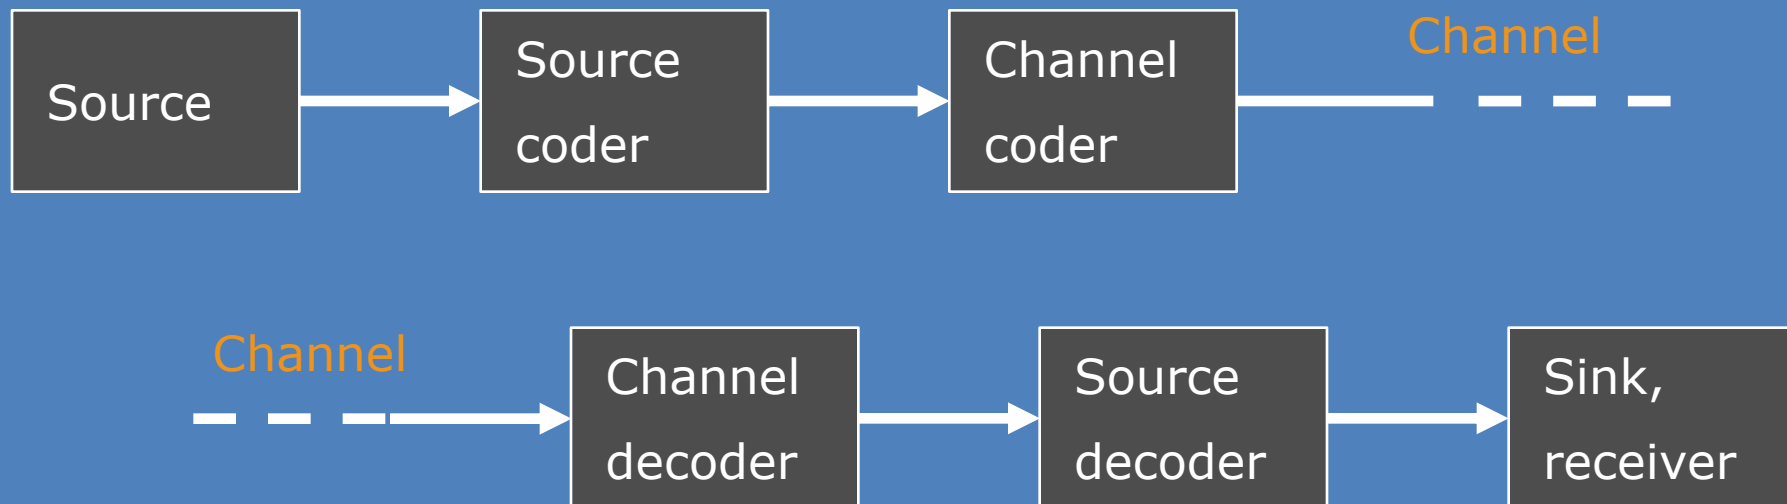 Source
Source
coder
Channel
coder
Channel
Channel
Channel
decoder
Source
decoder
Sink,
receiver